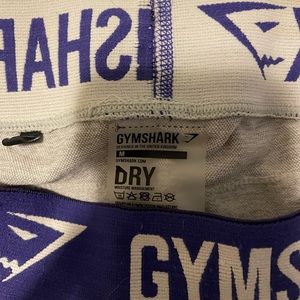 SHARK
GYMSHARK
DESIGNED IN THE UNITED KINGDOM
M
GYMSHARK.COM
DRY
MOISTURE MANAGEMENT
GYMS